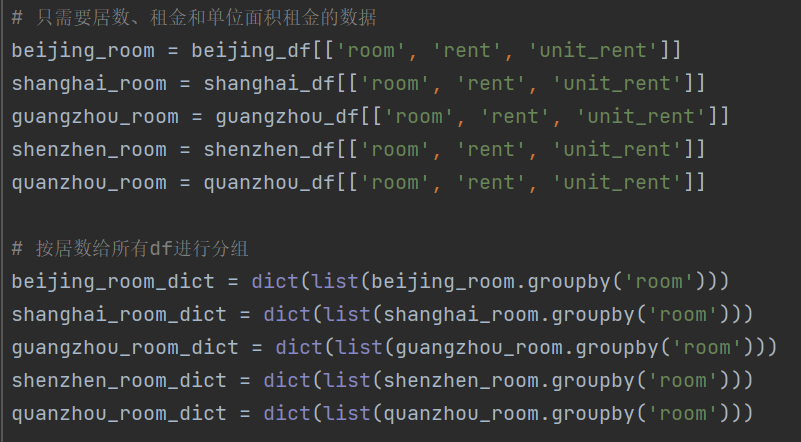 # 只需要居数、租金和单位面积租金的数据
beijing_room = beijing_df[['room', 'rent', 'unit_rent']]
shanghai_room = shanghai_df[['room', 'rent', 'unit_rent']]
guangzhou_room = guangzhou_df[['room', 'rent', 'unit_rent']]
shenzhen_room = shenzhen_df[['room', 'rent', 'unit_rent']]
quanzhou_room = quanzhou_df[['room', 'rent', 'unit_rent']]
# 按居数给所有df进行分组
beijing_room_dict = dict(list(beijing_room.groupby('room')))
shanghai_room_dict = dict(list(shanghai_room.groupby('room')))
guangzhou_room_dict = dict(list(guangzhou_room.groupby('room')))
shenzhen_room_dict = dict(list(shenzhen_room.groupby('room')))
quanzhou_room_dict = dict(list(quanzhou_room.groupby('room')))